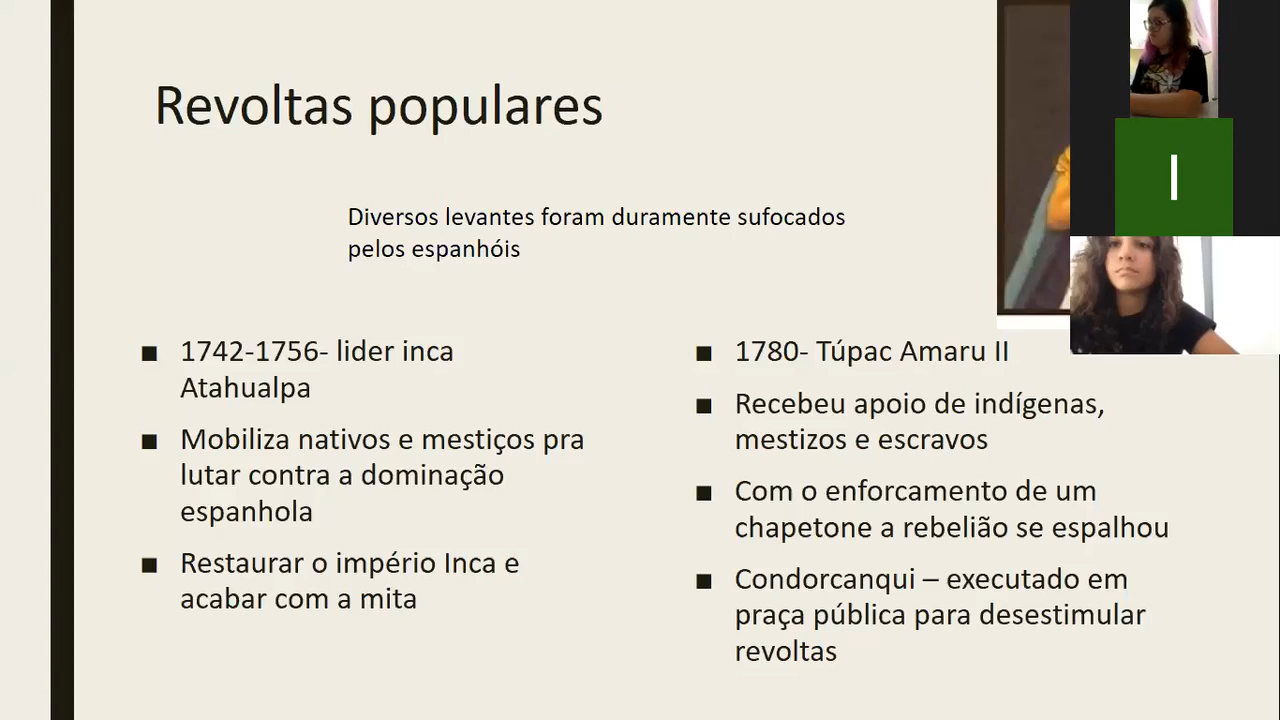 Revoltas populares
Diversos levantes foram duramente sufocados
pelos espanhóis
■ 1742-1756- lider inca
Atahualpa
■ Mobiliza nativos e mestiços pra
lutar contra a dominação
espanhola
■ Restaurar o império Inca e
acabar com a mita
■ 1780- Túpac Amaru II
■ Recebeu apoio de indígenas,
mestizos e escravos
■ Com o enforcamento de um
chapetone a rebelião se espalhou
■ Condorcanqui – executado em
praça pública para desestimular
revoltas
I